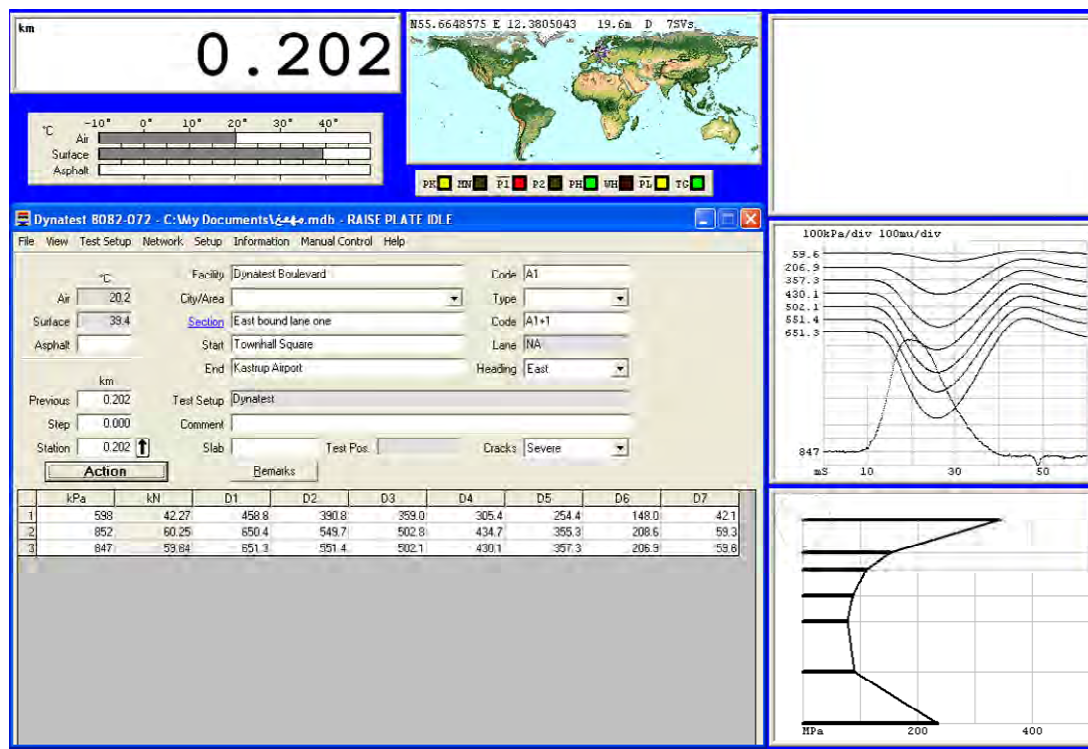 km
0.202
N55.6648575 E 12.3805043 19.6m D 7SVs
°C -10° 0° 20° 30° 40°
Air
Surface
Asphalt
PK MN P1 P2 PH WH PL TG
Dynatest 8082-072 - C:\My Documents\.mdb - RAISE PLATE IDLE
File View Test Setup Network Setup Information Manual Control Help
°C
Air 20.2
Surface 39.4
Asphalt
km
Previous 0.202
Step 0.000
Station 0.202
Action
Facility Dynatest Boulevard Code A1
City/Area Type
Section East bound lane one Code A1+1
Start Townhall Square Lane NA
End Kastrup Airport Heading East
Test Setup Dynatest
Comment
Slab Test Pos Cracks Severe
Remarks
kPa kN D1 D2 D3 D4 D5 D6 D7
1 598 42.27 458.8 390.8 359.0 305.4 254.4 148.0 42.1
2 852 60.25 650.4 549.7 502.8 434.7 355.3 208.6 59.3
3 847 59.84 651.3 551.4 502.1 430.1 357.3 206.9 59.6
100kPa/div 100mu/div
59.6
206.9
357.3
430.1
502.1
551.4
651.3
847
mS 10 30 50
MPa 200 400